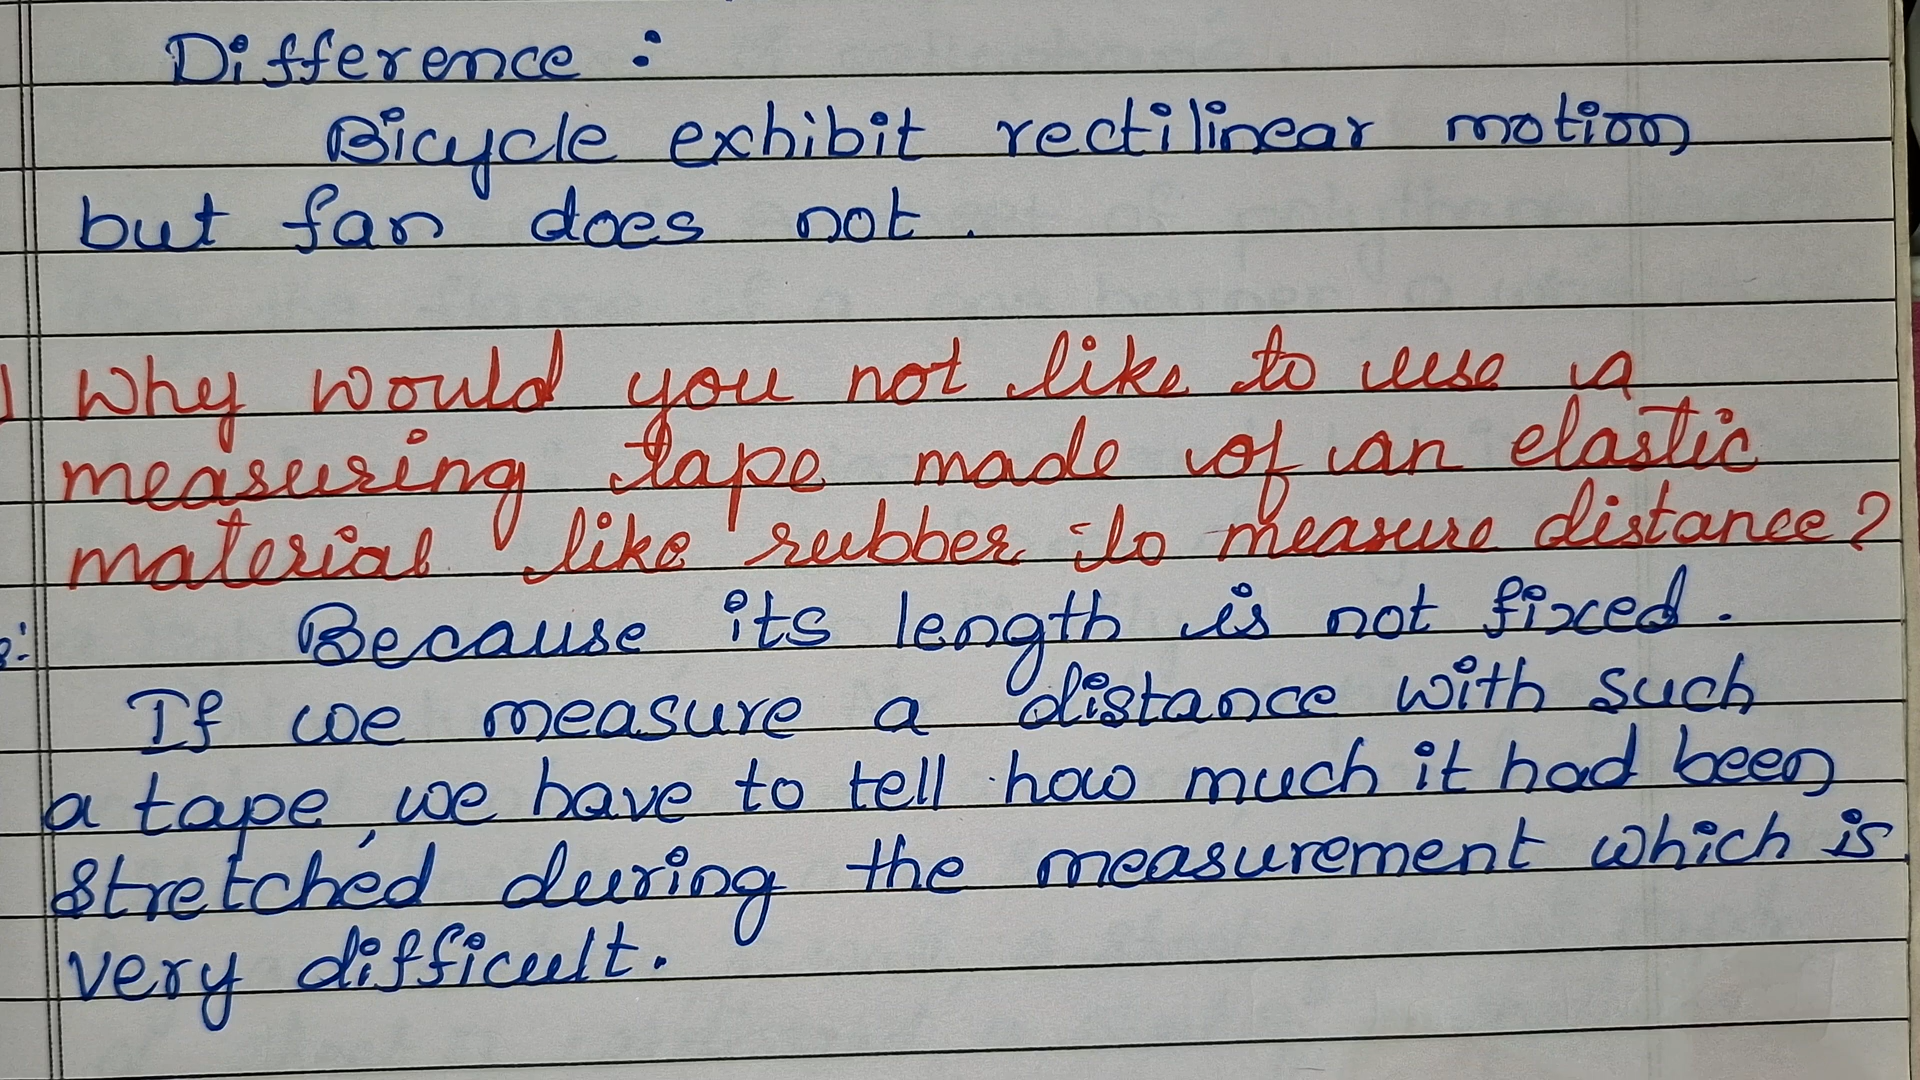 Difference :
Bicycle exhibit rectilinear motion
but fan does not.
Why would you not like to use a
measuring tape made of an elastic
material like rubber to measure distance?
Because its length is not fixed.
If we measure a distance with such
a tape, we have to tell how much it had been
stretched during the measurement which is
very difficult.